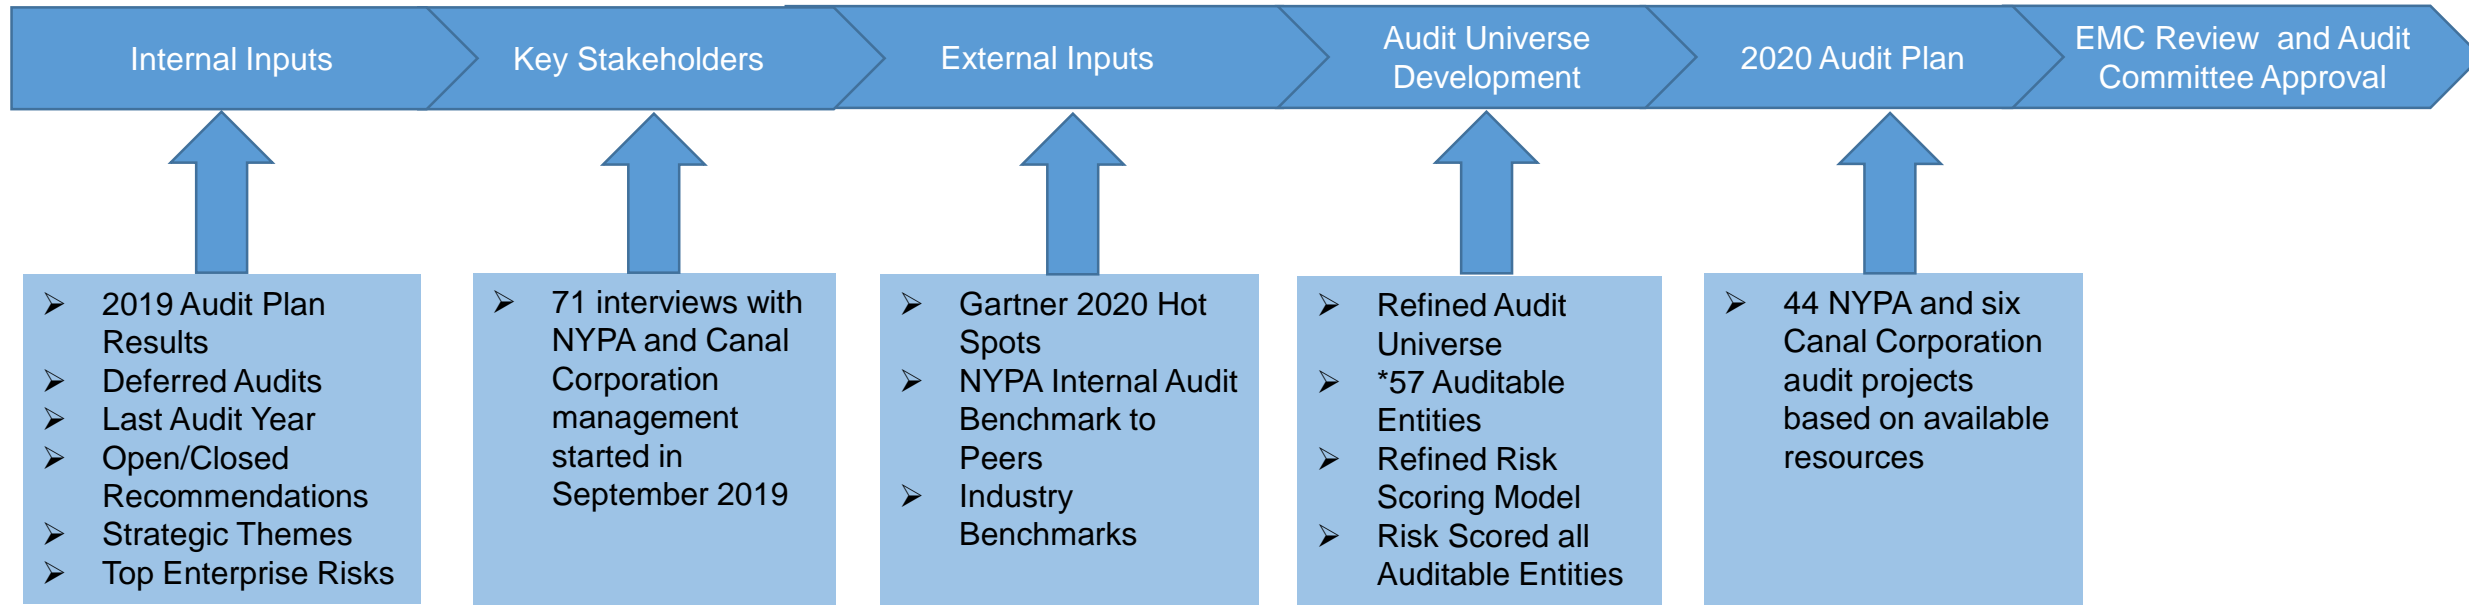 Internal Inputs
Key Stakeholders
External Inputs
Audit Universe
Development
2020 Audit Plan
EMC Review and Audit
Committee Approval
➢ 2019 Audit Plan
Results
➢ Deferred Audits
➢ Last Audit Year
➢ Open/Closed
Recommendations
➢ Strategic Themes
➢ Top Enterprise Risks
➢ 71 interviews with
NYPA and Canal
Corporation
management
started in
September 2019
➢ Gartner 2020 Hot
Spots
➢ NYPA Internal Audit
Benchmark to
Peers
➢ Industry
Benchmarks
➢ Refined Audit
Universe
➢ *57 Auditable
Entities
➢ Refined Risk
Scoring Model
➢ Risk Scored all
Auditable Entities
➢ 44 NYPA and six
Canal Corporation
audit projects
based on available
resources